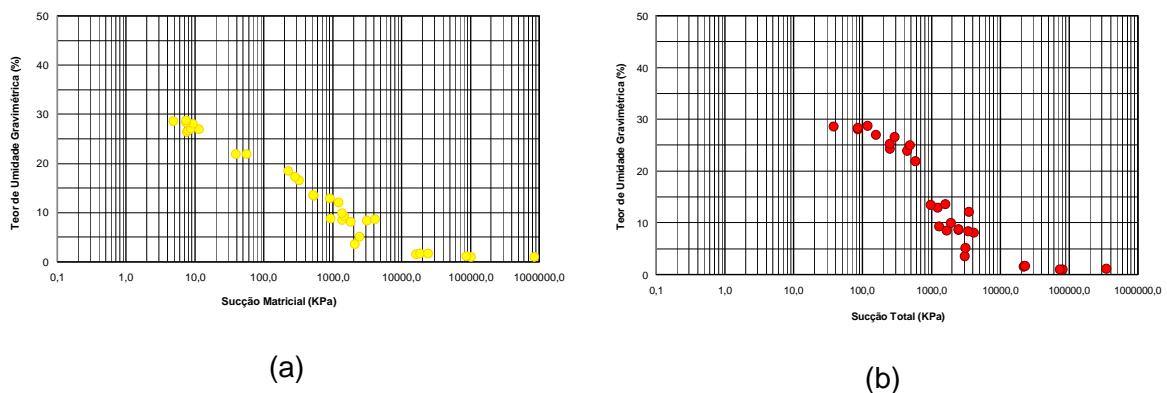 50
40
30
20
10
0
Teor de Umidade Gravimétrica (%)
0,1 1,0 10,0 100,0 1000,0 10000,0 100000,0 1000000,0
Sucção Matricial (KPa)
(a)
50
40
30
20
10
0
Teor de Umidade Gravimétrica (%)
0,1 1,0 10,0 100,0 1000,0 10000,0 100000,0 1000000,0
Sucção Total (KPa)
(b)